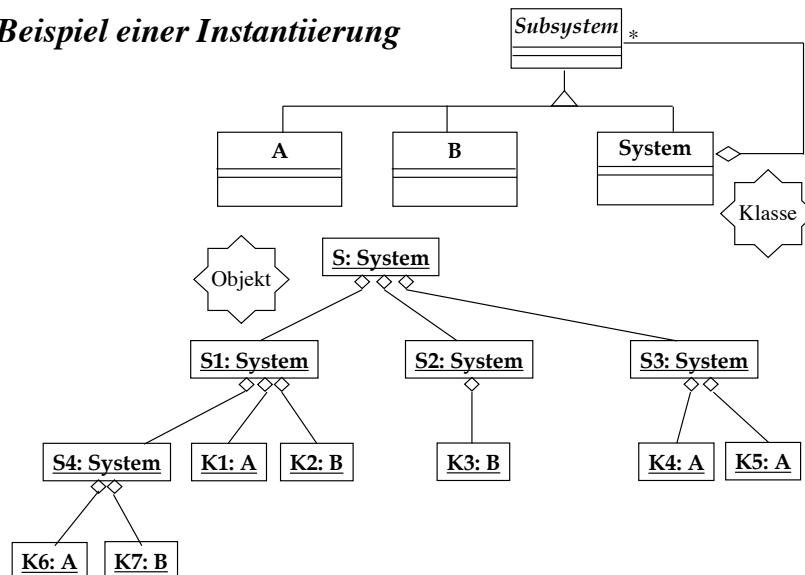 Beispiel einer Instantiierung
Subsystem
*
A
B
System
Klasse
Objekt
S: System
S1: System
S2: System
S3: System
S4: System
K1: A
K2: B
K3: B
K4: A
K5: A
K6: A
K7: B